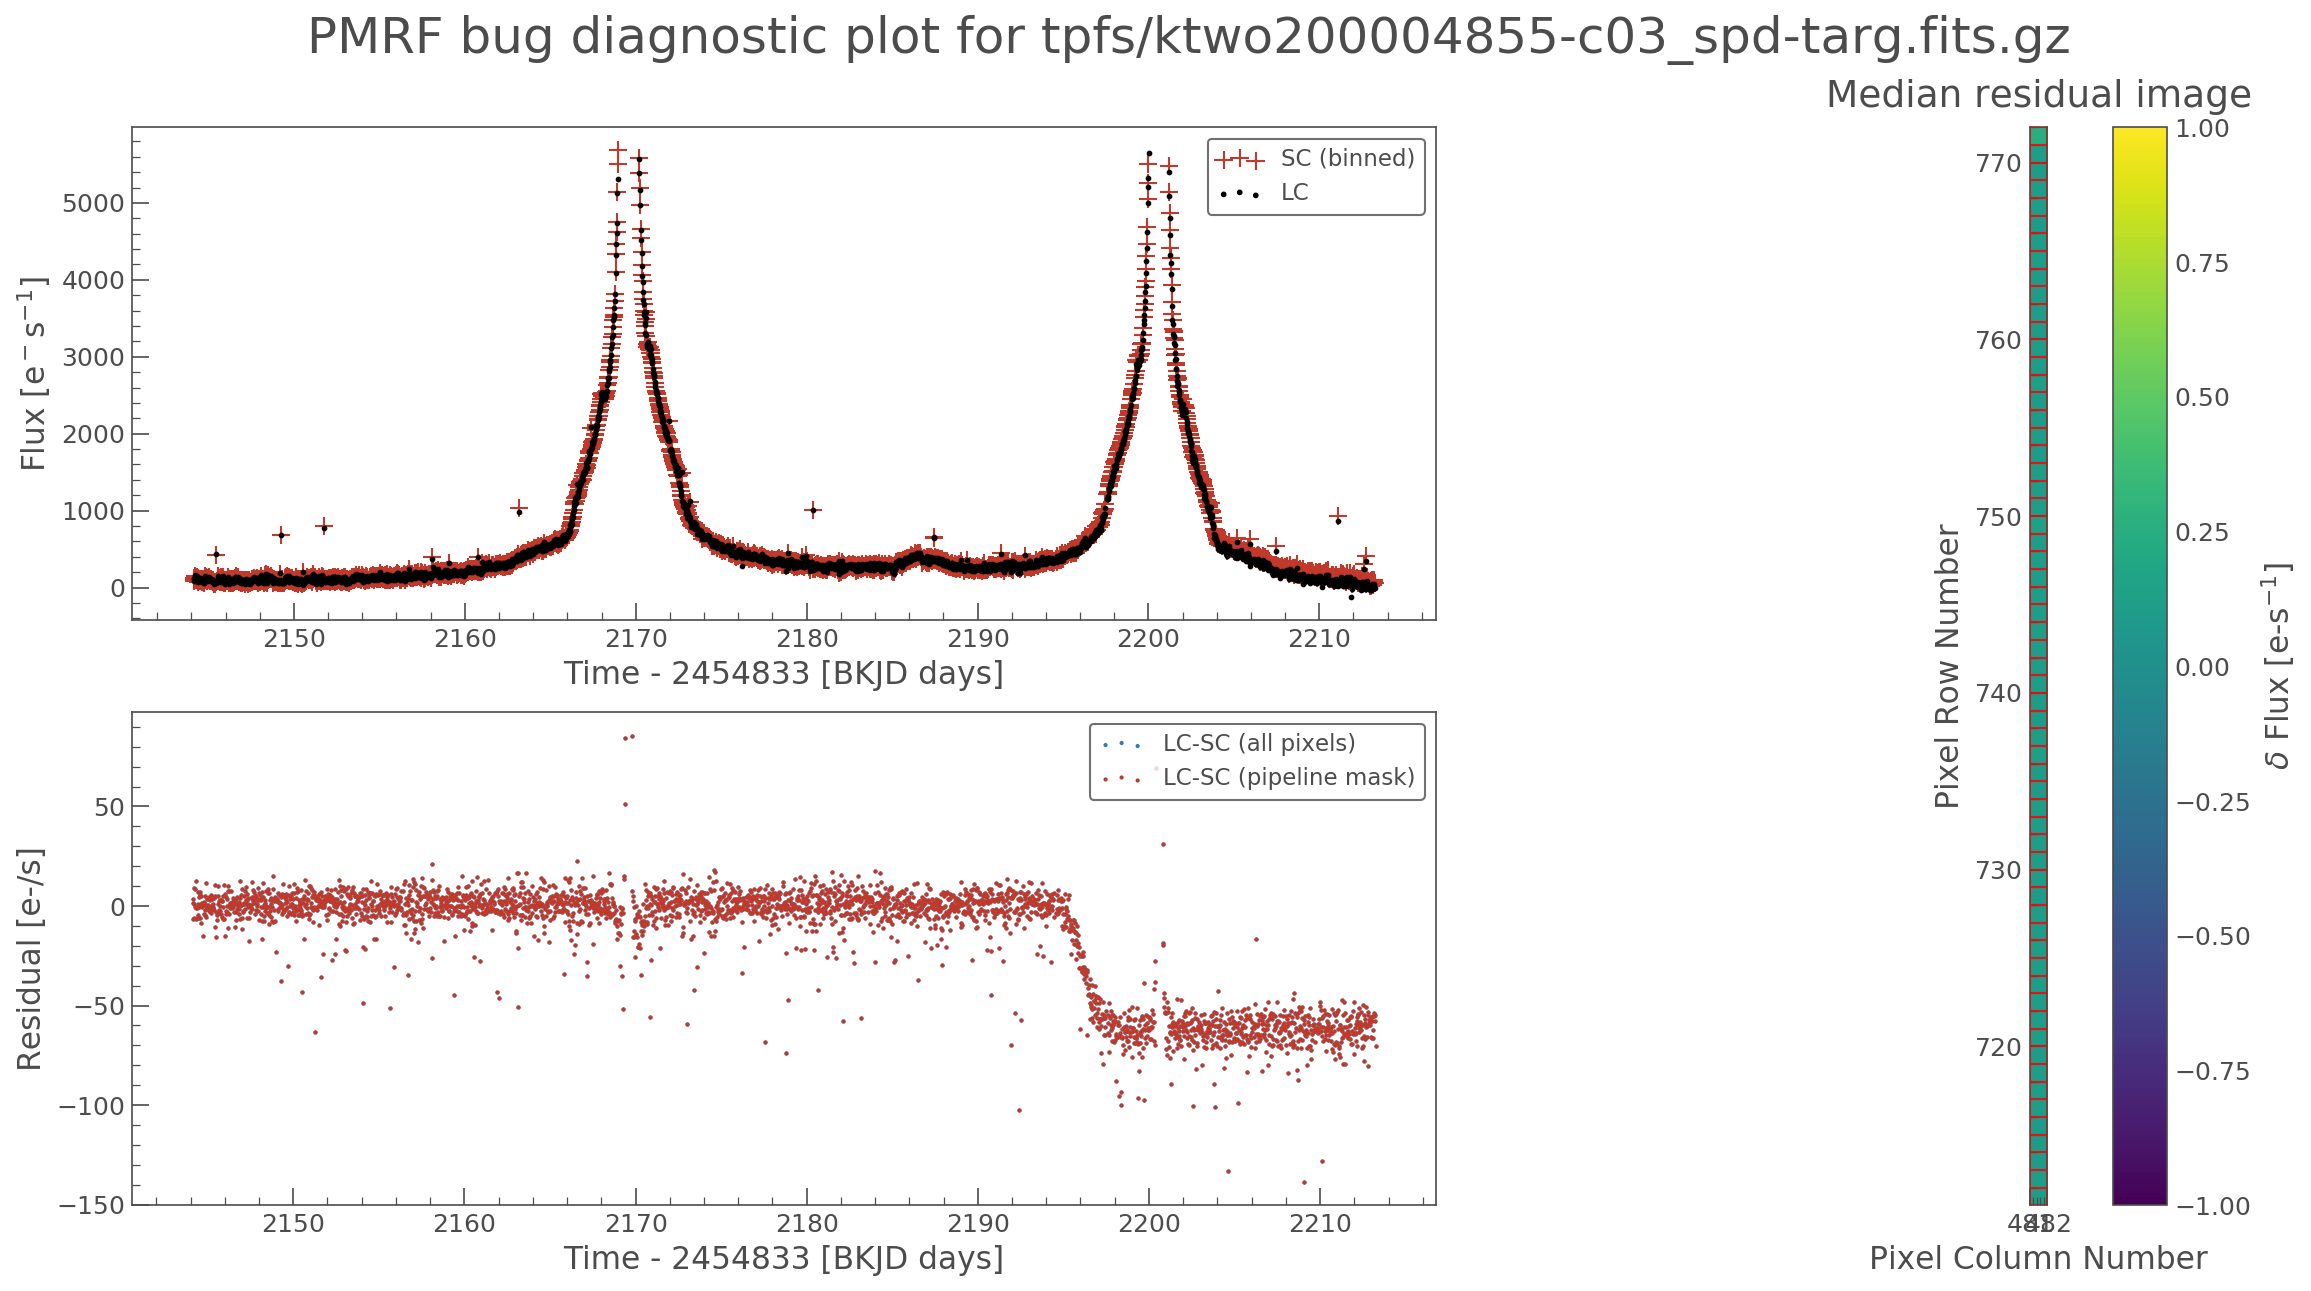 PMRF bug diagnostic plot for tpfs/ktwo200004855-c03_spd-targ.fits.gz
Flux [e⁻ s⁻¹]
5000
4000
3000
2000
1000
0
SC (binned)
LC
2150 2160 2170 2180 2190 2200 2210
Time - 2454833 [BKJD days]
Residual [e-/s]
50
0
−50
−100
−150
LC-SC (all pixels)
LC-SC (pipeline mask)
2150 2160 2170 2180 2190 2200 2210
Time - 2454833 [BKJD days]
Median residual image
Pixel Row Number
770
760
750
740
730
720
481 482
Pixel Column Number
1.00
0.75
0.50
0.25
0.00
−0.25
−0.50
−0.75
−1.00
δ Flux [e-s⁻¹]